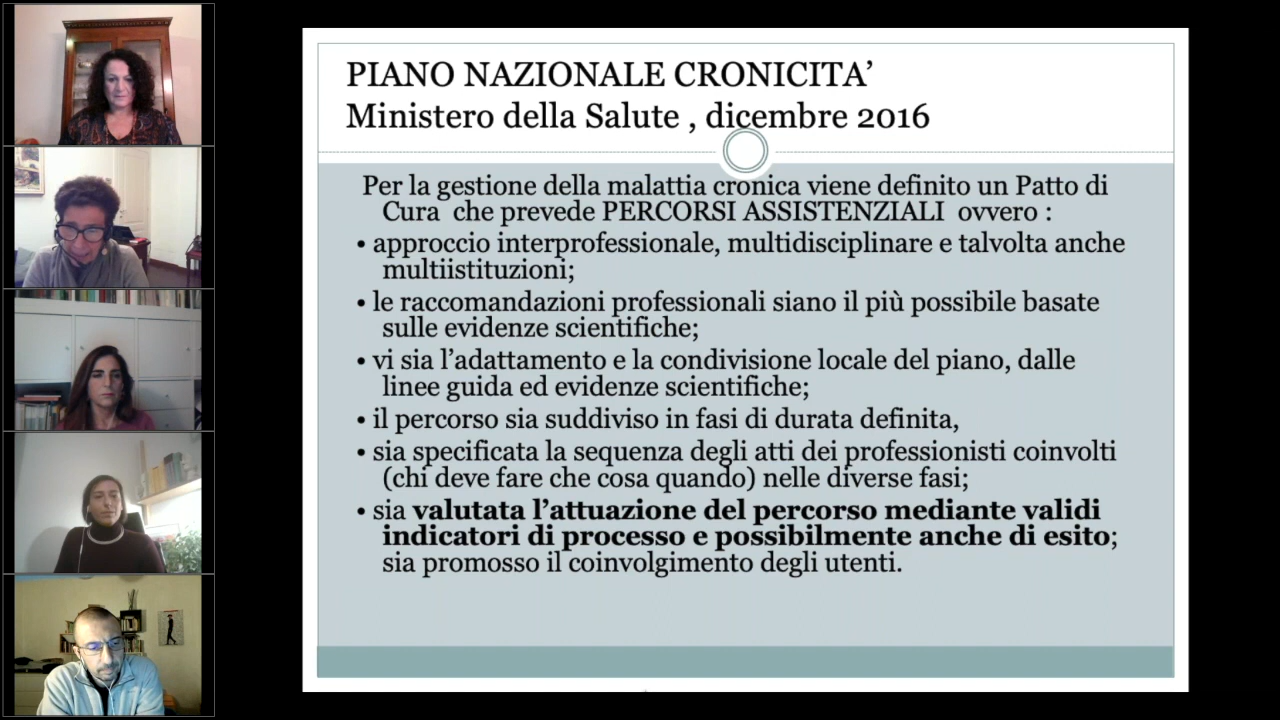 PIANO NAZIONALE CRONICITA’
Ministero della Salute , dicembre 2016
Per la gestione della malattia cronica viene definito un Patto di
Cura che prevede PERCORSI ASSISTENZIALI ovvero :
• approccio interprofessionale, multidisciplinare e talvolta anche
multiistituzioni;
• le raccomandazioni professionali siano il più possibile basate
sulle evidenze scientifiche;
• vi sia l’adattamento e la condivisione locale del piano, dalle
linee guida ed evidenze scientifiche;
• il percorso sia suddiviso in fasi di durata definita,
• sia specificata la sequenza degli atti dei professionisti coinvolti
(chi deve fare che cosa quando) nelle diverse fasi;
• sia valutata l’attuazione del percorso mediante validi
indicatori di processo e possibilmente anche di esito;
sia promosso il coinvolgimento degli utenti.